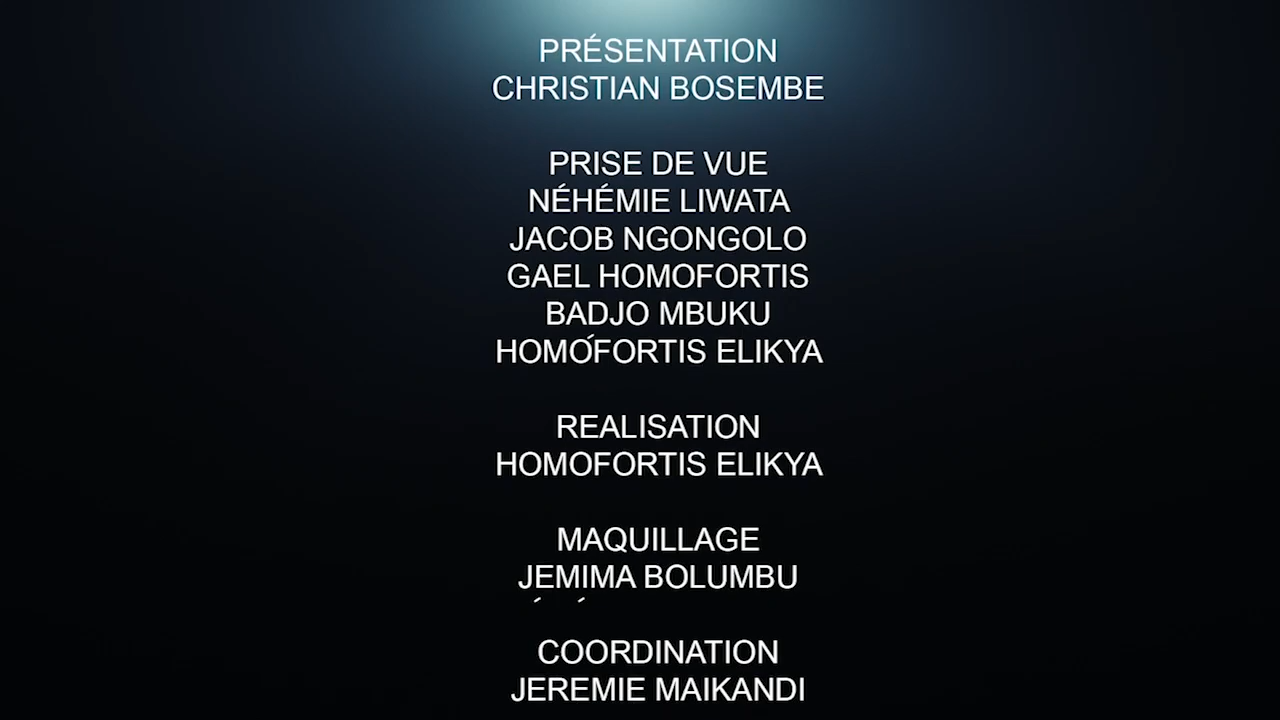 PRÉSENTATION
CHRISTIAN BOSEMBE
PRISE DE VUE
NÉHÉMIE LIWATA
JACOB NGONGOLO
GAEL HOMOFORTIS
BADJO MBUKU
HOMOFORTIS ELIKYA
REALISATION
HOMOFORTIS ELIKYA
MAQUILLAGE
JEMIMA BOLUMBU
COORDINATION
JEREMIE MAIKANDI